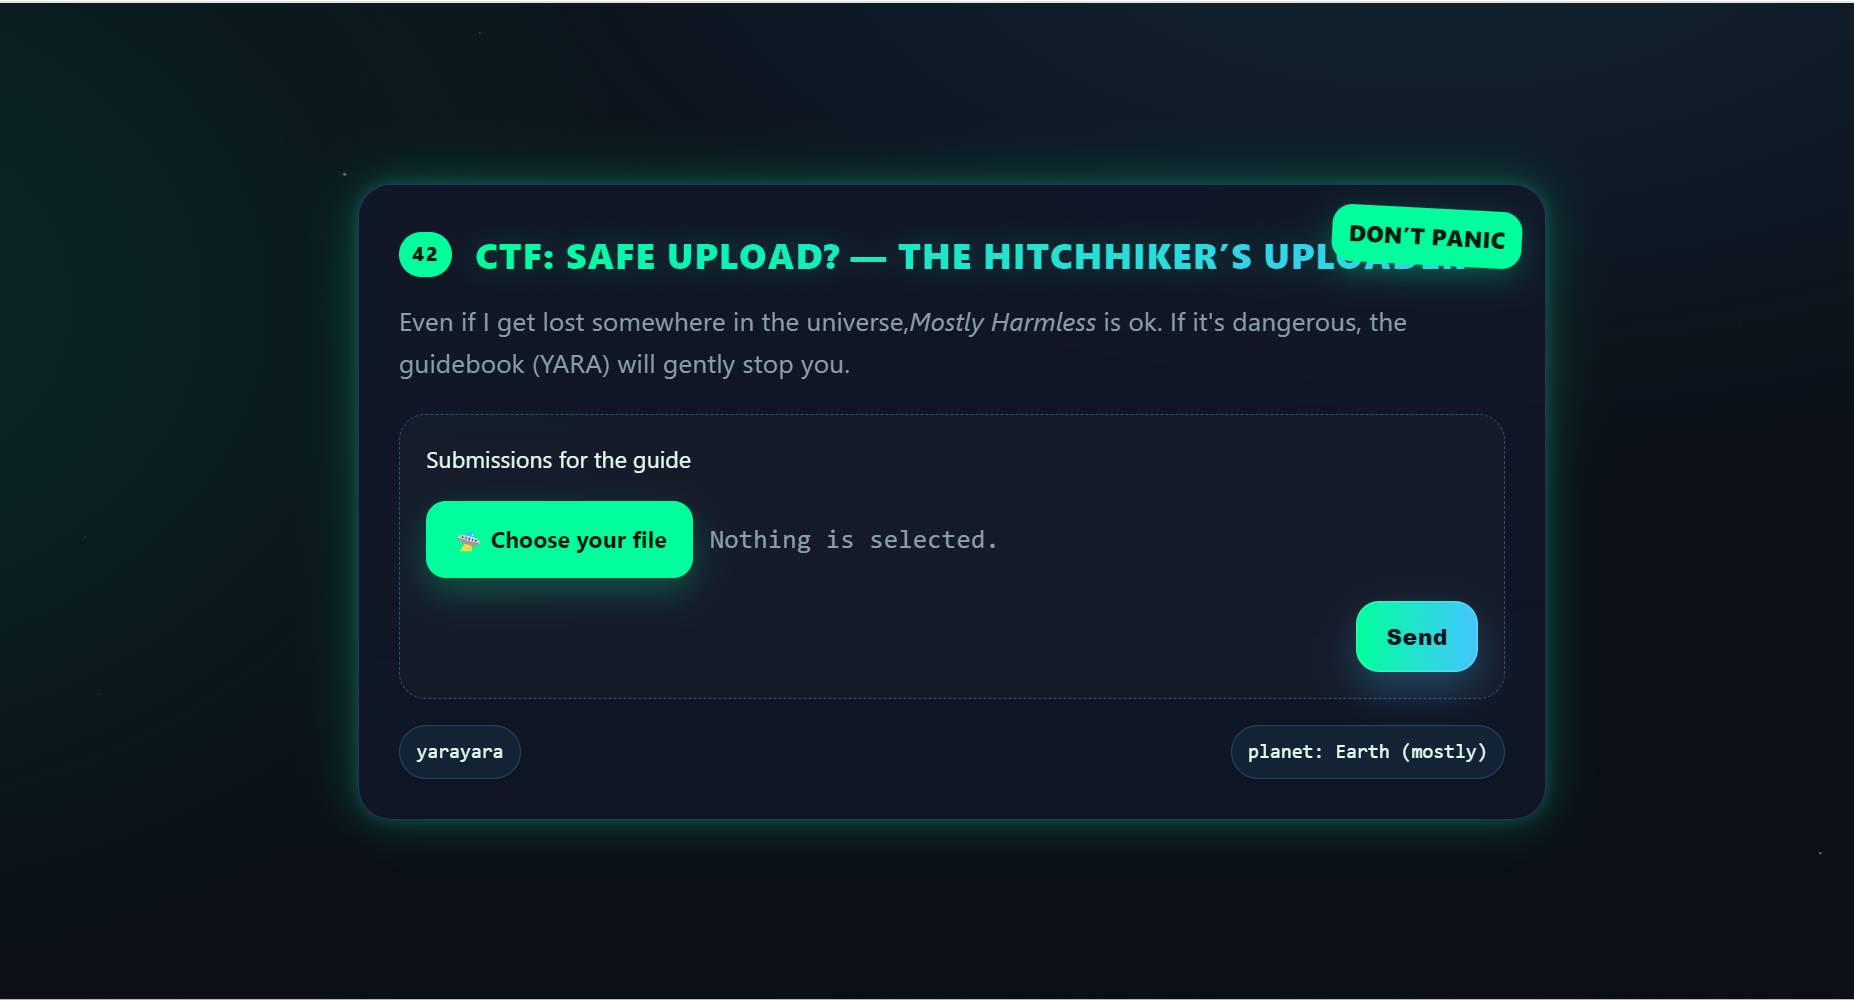 42
CTF: SAFE UPLOAD? — THE HITCHHIKER’S
DON’T PANIC
Even if I get lost somewhere in the universe,Mostly Harmless is ok. If it's dangerous, the
guidebook (YARA) will gently stop you.
Submissions for the guide
Choose your file
Nothing is selected.
Send
yarayara
planet: Earth (mostly)